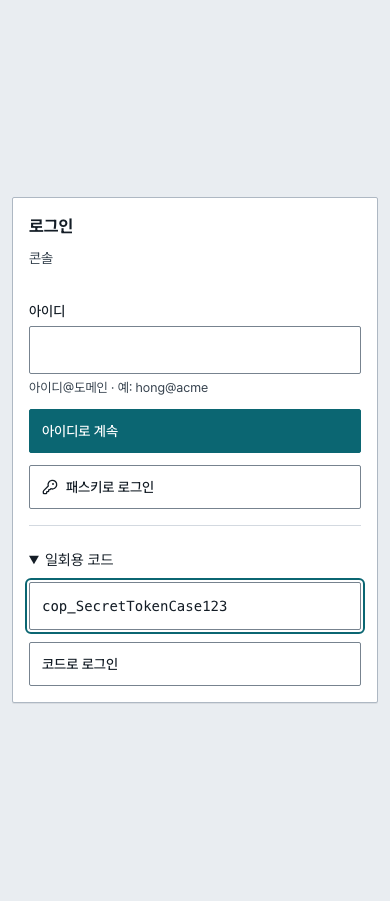 로그인
콘솔
아이디
아이디@도메인 · 예: hong@acme
아이디로 계속
패스키로 로그인
▼ 일회용 코드
cop_SecretTokenCase123
코드로 로그인